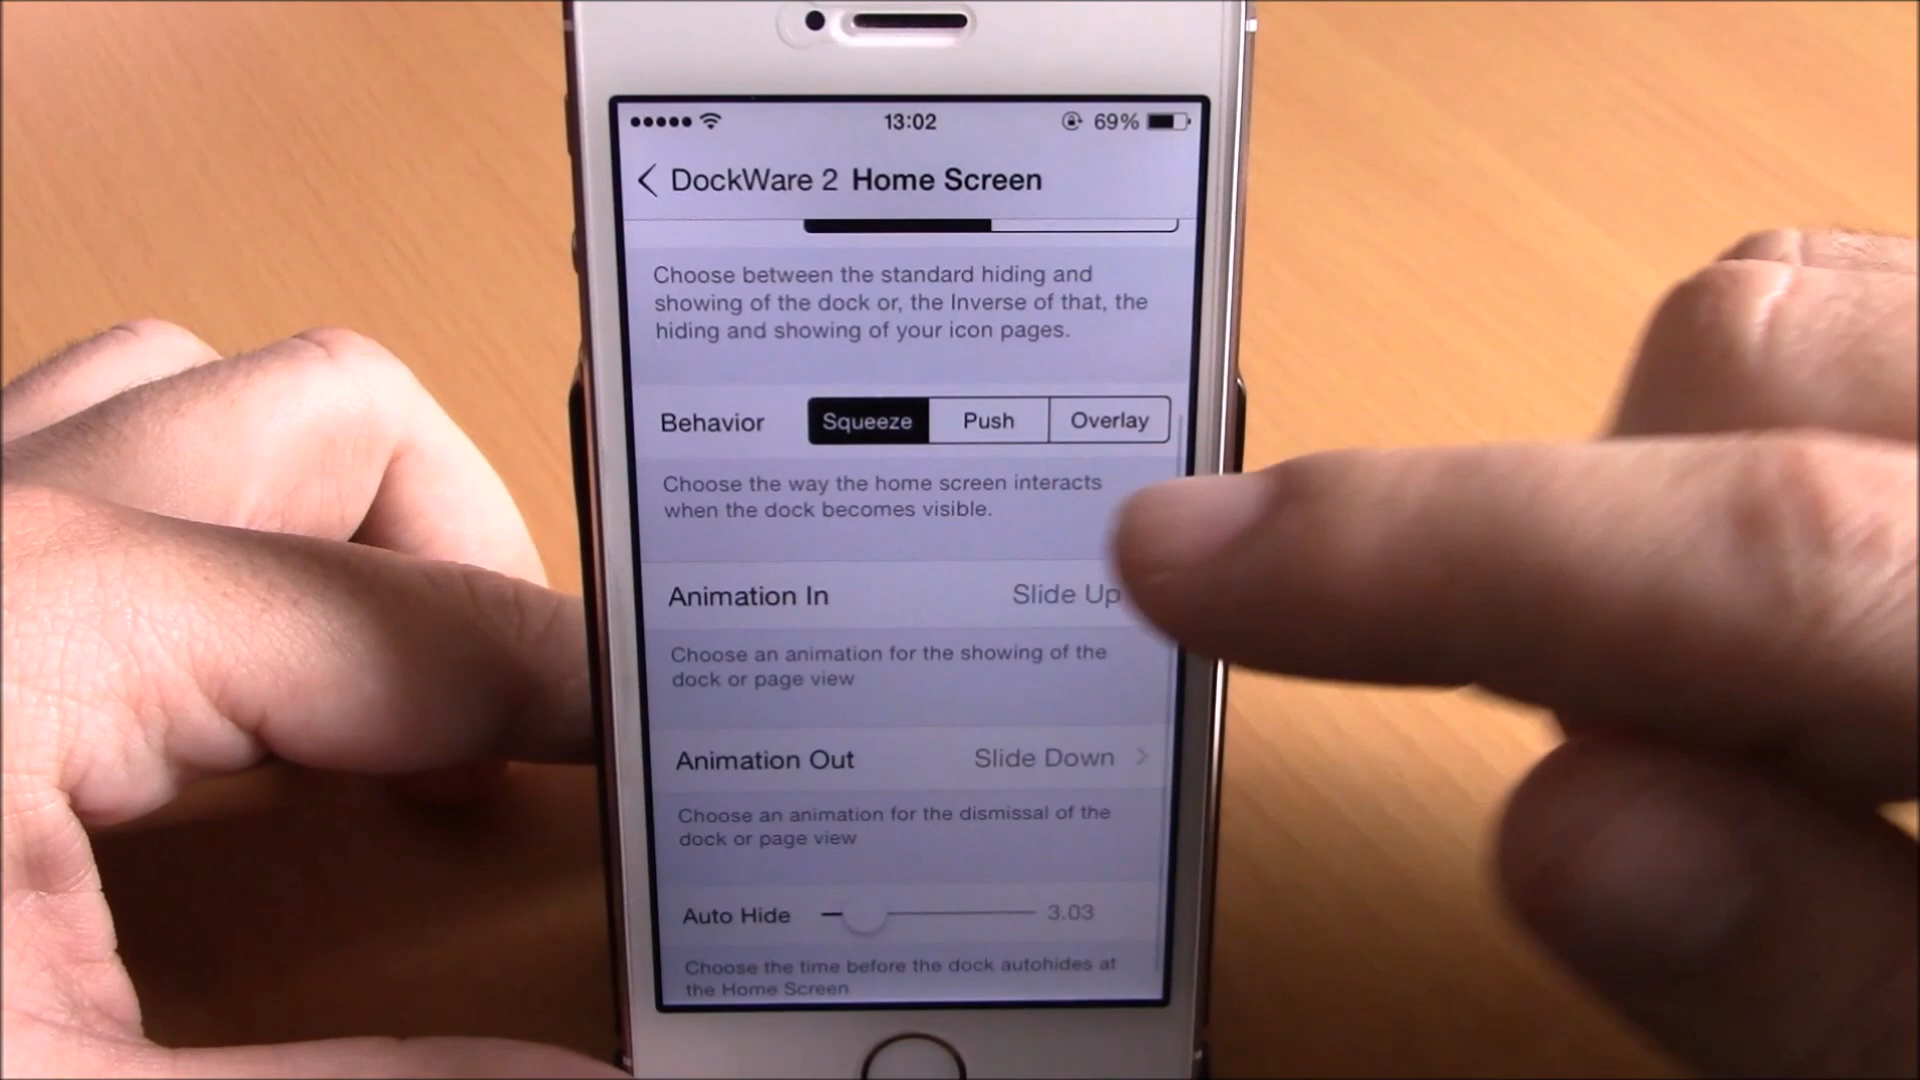 13:02
69%
DockWare 2 Home Screen
Choose between the standard hiding and
showing of the dock or, the Inverse of that, the
hiding and showing of your icon pages.
Behavior Squeeze Push Overlay
Choose the way the home screen interacts
when the dock becomes visible.
Animation In Slide Up
Choose an animation for the showing of the
dock or page view
Animation Out Slide Down
Choose an animation for the dismissal of the
dock or page view
Auto Hide 3.03
Choose the time before the dock autohides at
the Home Screen